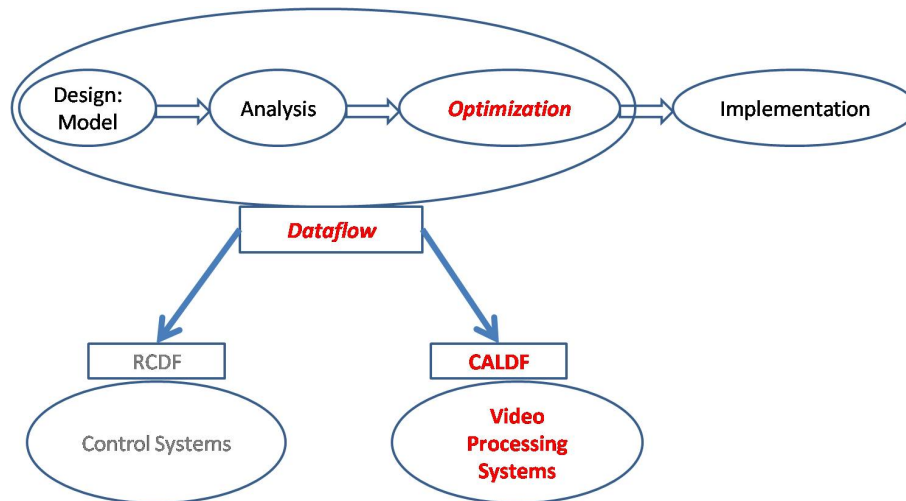 Design:
Model
Analysis
Optimization
Implementation
Dataflow
RCDF
CALDF
Control Systems
Video
Processing
Systems